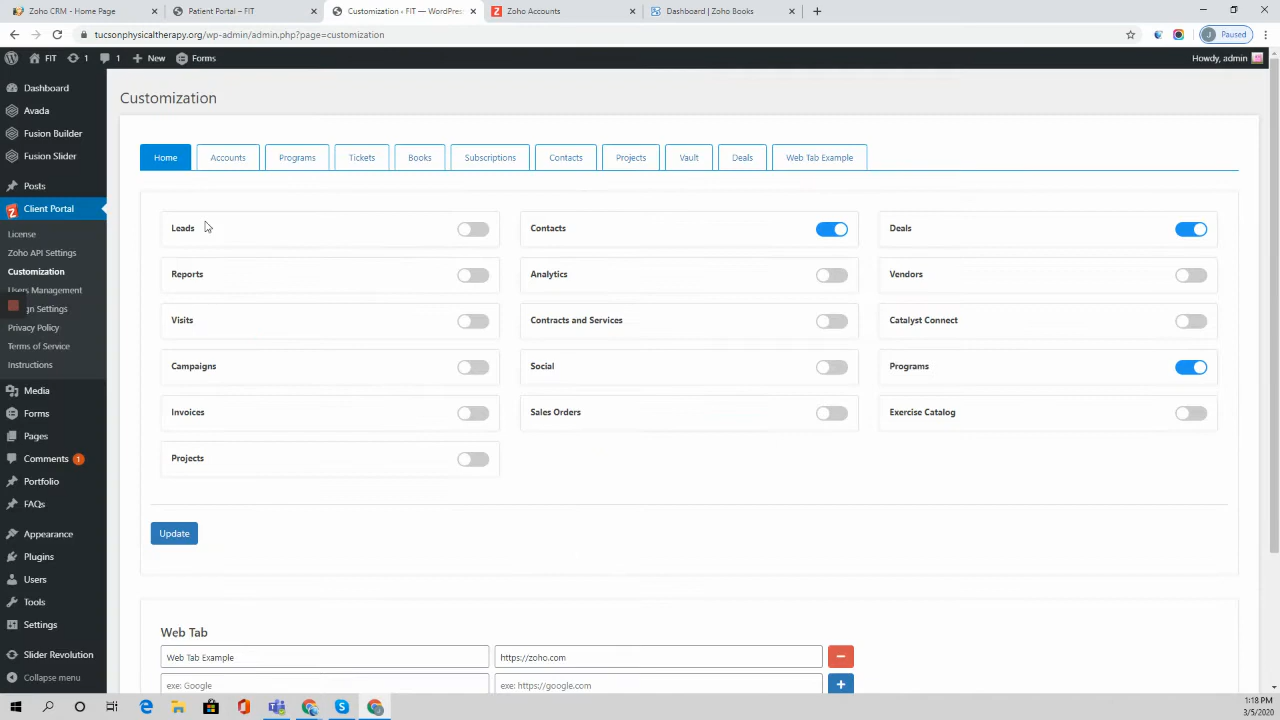 Zoho CRM - Home Page
Patient Portal – FIT
Customization ‹ FIT — WordPres
Zoho Accounts
Dashboard | Zoho Books
tucsonphysicaltherapy.org/wp-admin/admin.php?page=customization
J
Paused
FIT
1
1
New
Forms
Howdy, admin
Dashboard
Avada
Fusion Builder
Fusion Slider
Posts
Client Portal
License
Zoho API Settings
Customization
Users Management
gn Settings
Privacy Policy
Terms of Service
Instructions
Media
Forms
Pages
Comments 1
Portfolio
FAQs
Appearance
Plugins
Users
Tools
Settings
Slider Revolution
Collapse menu
Customization
Home
Accounts
Programs
Tickets
Books
Subscriptions
Contacts
Projects
Vault
Deals
Web Tab Example
Leads
Contacts
Deals
Reports
Analytics
Vendors
Visits
Contracts and Services
Catalyst Connect
Campaigns
Social
Programs
Invoices
Sales Orders
Exercise Catalog
Projects
Update
Web Tab
Web Tab Example
https://zoho.com
exe: Google
exe: https://google.com
1:18 PM
3/5/2020